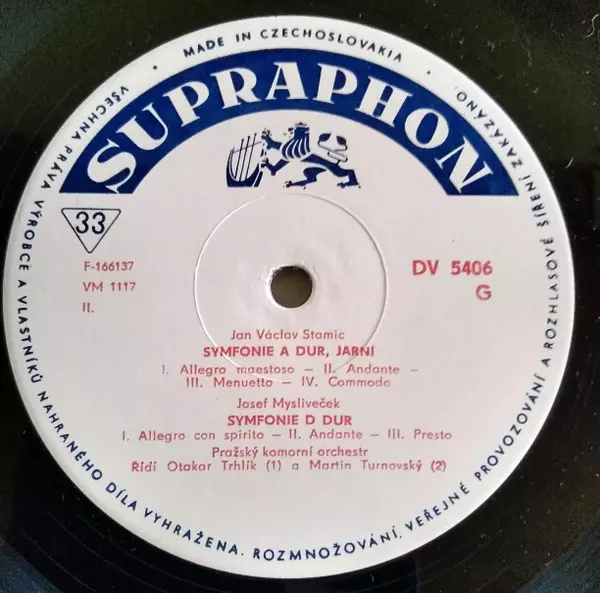 MADE IN CZECHOSLOVAKIA
SUPRAPHON
33
F-166137
VM 1117
II.
DV 5406
G
Jan Václav Stamic
SYMFONIE A DUR, JARNÍ
I. Allegro maestoso – II. Andante –
III. Menuetto – IV. Commodo
Josef Mysliveček
SYMFONIE D DUR
I. Allegro con spirito – II. Andante – III. Presto
Pražský komorní orchestr
Řídí Otakar Trhlík (1) a Martin Turnovský (2)
VŠECHNA PRÁVA VÝROBCE A VLASTNÍKŮ NAHRANÉHO DÍLA VYHRAŽENA. ROZMNOŽOVÁNÍ, VEŘEJNÉ PROVOZOVÁNÍ A ROZHLASOVÉ ŠÍŘENÍ ZAKÁZÁNO